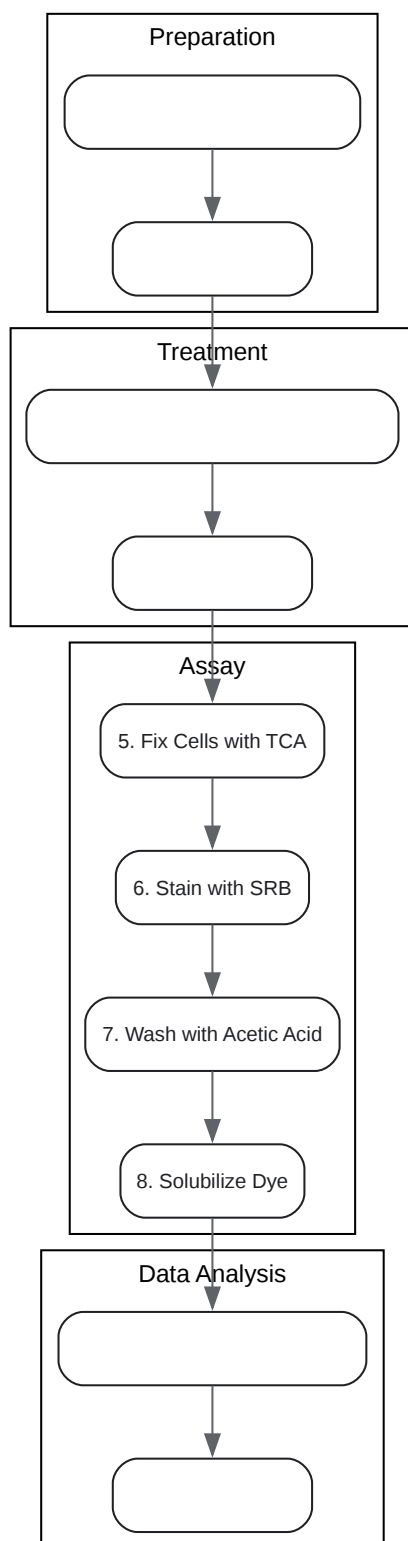 Preparation
Treatment
Assay
5. Fix Cells with TCA
6. Stain with SRB
7. Wash with Acetic Acid
8. Solubilize Dye
Data Analysis